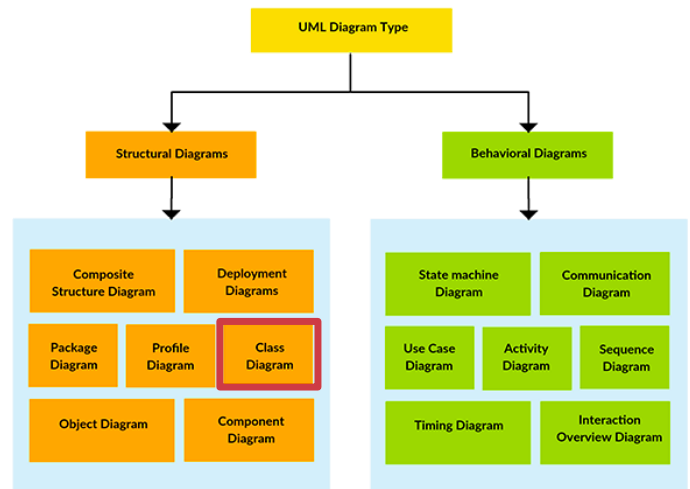 UML Diagram Type
Structural Diagrams
Behavioral Diagrams
Composite
Structure Diagram
Deployment
Diagrams
Package
Diagram
Profile
Diagram
Class
Diagram
Object Diagram
Component
Diagram
State machine
Diagram
Communication
Diagram
Use Case
Diagram
Activity
Diagram
Sequence
Diagram
Timing Diagram
Interaction
Overview Diagram